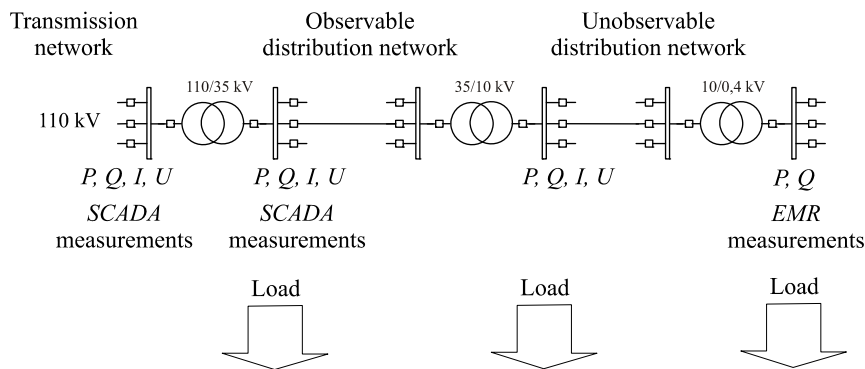 Transmission
network
Observable
distribution network
Unobservable
distribution network
110/35 kV
35/10 kV
10/0,4 kV
110 kV
P, Q, I, U
P, Q, I, U
P, Q, I, U
P, Q
SCADA
measurements
SCADA
measurements
EMR
measurements
Load
Load
Load